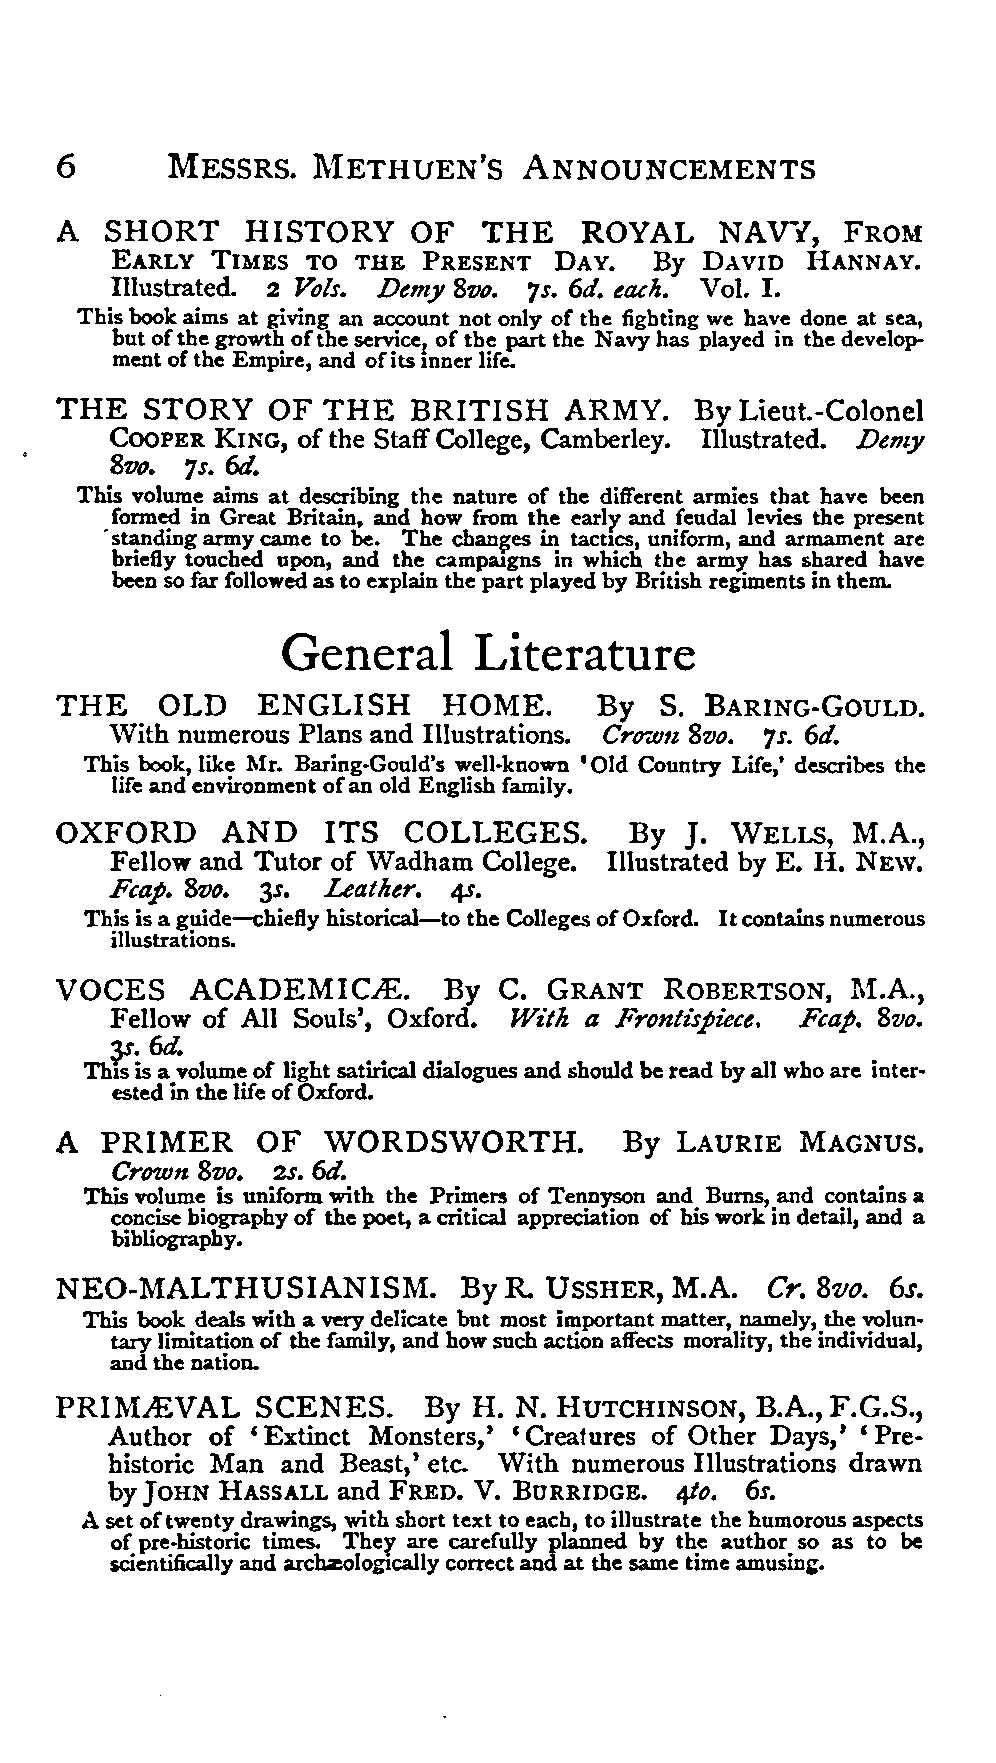 6 MESSRS. METHUEN'S ANNOUNCEMENTS
A SHORT HISTORY OF THE ROYAL NAVY, FROM
EARLY TIMES TO THE PRESENT DAY. By DAVID HANNAY.
Illustrated. 2 Vols. Demy 8vo. 7s. 6d. each. Vol. I.
This book aims at giving an account not only of the fighting we have done at sea,
but of the growth of the service, of the part the Navy has played in the develop-
ment of the Empire, and of its inner life.
THE STORY OF THE BRITISH ARMY. By Lieut.-Colonel
COOPER KING, of the Staff College, Camberley. Illustrated. Demy
8vo. 7s. 6d.
This volume aims at describing the nature of the different armies that have been
formed in Great Britain, and how from the early and feudal levies the present
standing army came to be. The changes in tactics, uniform, and armament are
briefly touched upon, and the campaigns in which the army has shared have
been so far followed as to explain the part played by British regiments in them.
General Literature
THE OLD ENGLISH HOME. By S. BARING-GOULD.
With numerous Plans and Illustrations. Crown 8vo. 7s. 6d.
This book, like Mr. Baring-Gould's well-known 'Old Country Life,' describes the
life and environment of an old English family.
OXFORD AND ITS COLLEGES. By J. WELLS, M.A.,
Fellow and Tutor of Wadham College. Illustrated by E. H. NEW.
Fcap. 8vo. 3s. Leather. 4s.
This is a guide—chiefly historical—to the Colleges of Oxford. It contains numerous
illustrations.
VOCES ACADEMICÆ. By C. GRANT ROBERTSON, M.A.,
Fellow of All Souls', Oxford. With a Frontispiece. Fcap. 8vo.
3s. 6d.
This is a volume of light satirical dialogues and should be read by all who are inter-
ested in the life of Oxford.
A PRIMER OF WORDSWORTH. By LAURIE MAGNUS.
Crown 8vo. 2s. 6d.
This volume is uniform with the Primers of Tennyson and Burns, and contains a
concise biography of the poet, a critical appreciation of his work in detail, and a
bibliography.
NEO-MALTHUSIANISM. By R. USSHER, M.A. Cr. 8vo. 6s.
This book deals with a very delicate but most important matter, namely, the volun-
tary limitation of the family, and how such action affects morality, the individual,
and the nation.
PRIMÆVAL SCENES. By H. N. HUTCHINSON, B.A., F.G.S.,
Author of 'Extinct Monsters,' 'Creatures of Other Days,' 'Pre-
historic Man and Beast,' etc. With numerous Illustrations drawn
by JOHN HASSALL and FRED. V. BURRIDGE. 4to. 6s.
A set of twenty drawings, with short text to each, to illustrate the humorous aspects
of pre-historic times. They are carefully planned by the author so as to be
scientifically and archæologically correct and at the same time amusing.